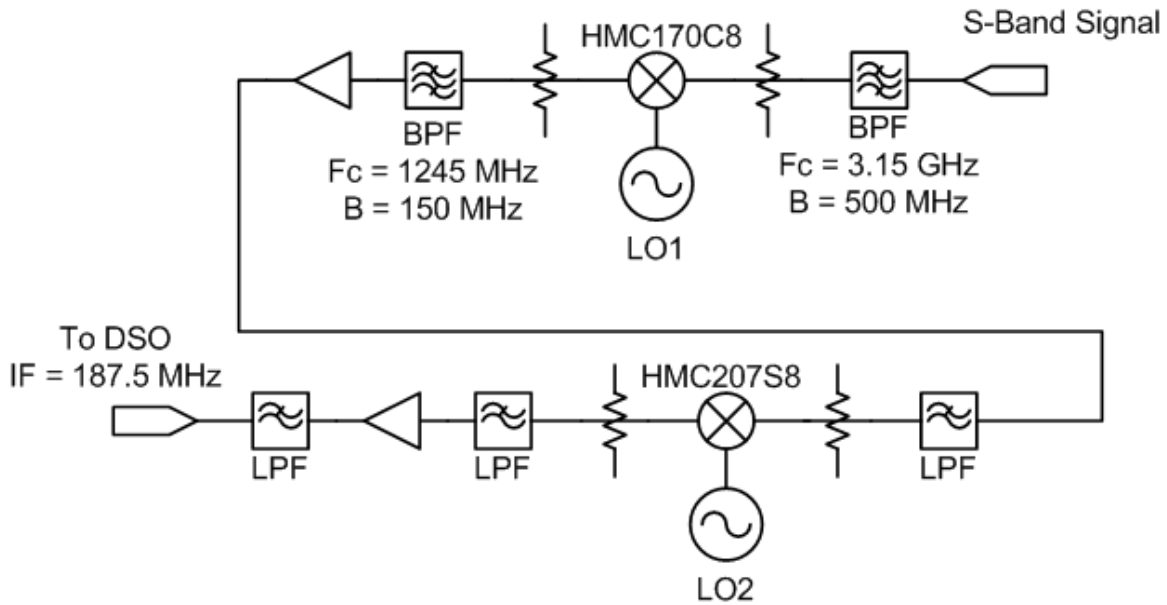 S-Band Signal
HMC170C8
BPF
Fc = 1245 MHz
B = 150 MHz
BPF
Fc = 3.15 GHz
B = 500 MHz
LO1
To DSO
IF = 187.5 MHz
HMC207S8
LPF
LPF
LPF
LO2